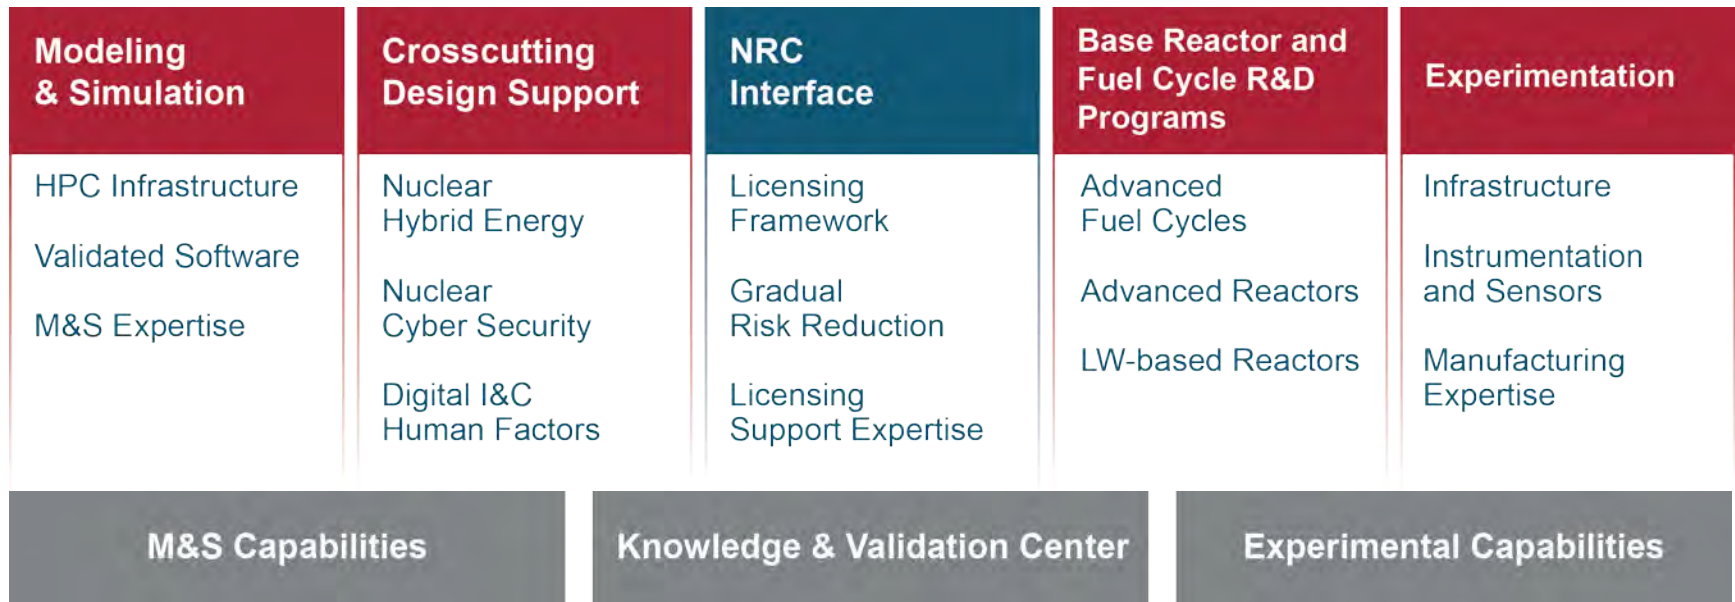 Modeling
& Simulation
HPC Infrastructure
Validated Software
M&S Expertise
Crosscutting
Design Support
Nuclear
Hybrid Energy
Nuclear
Cyber Security
Digital I&C
Human Factors
NRC
Interface
Licensing
Framework
Gradual
Risk Reduction
Licensing
Support Expertise
Base Reactor and
Fuel Cycle R&D
Programs
Advanced
Fuel Cycles
Advanced Reactors
LW-based Reactors
Experimentation
Infrastructure
Instrumentation
and Sensors
Manufacturing
Expertise
M&S Capabilities
Knowledge & Validation Center
Experimental Capabilities